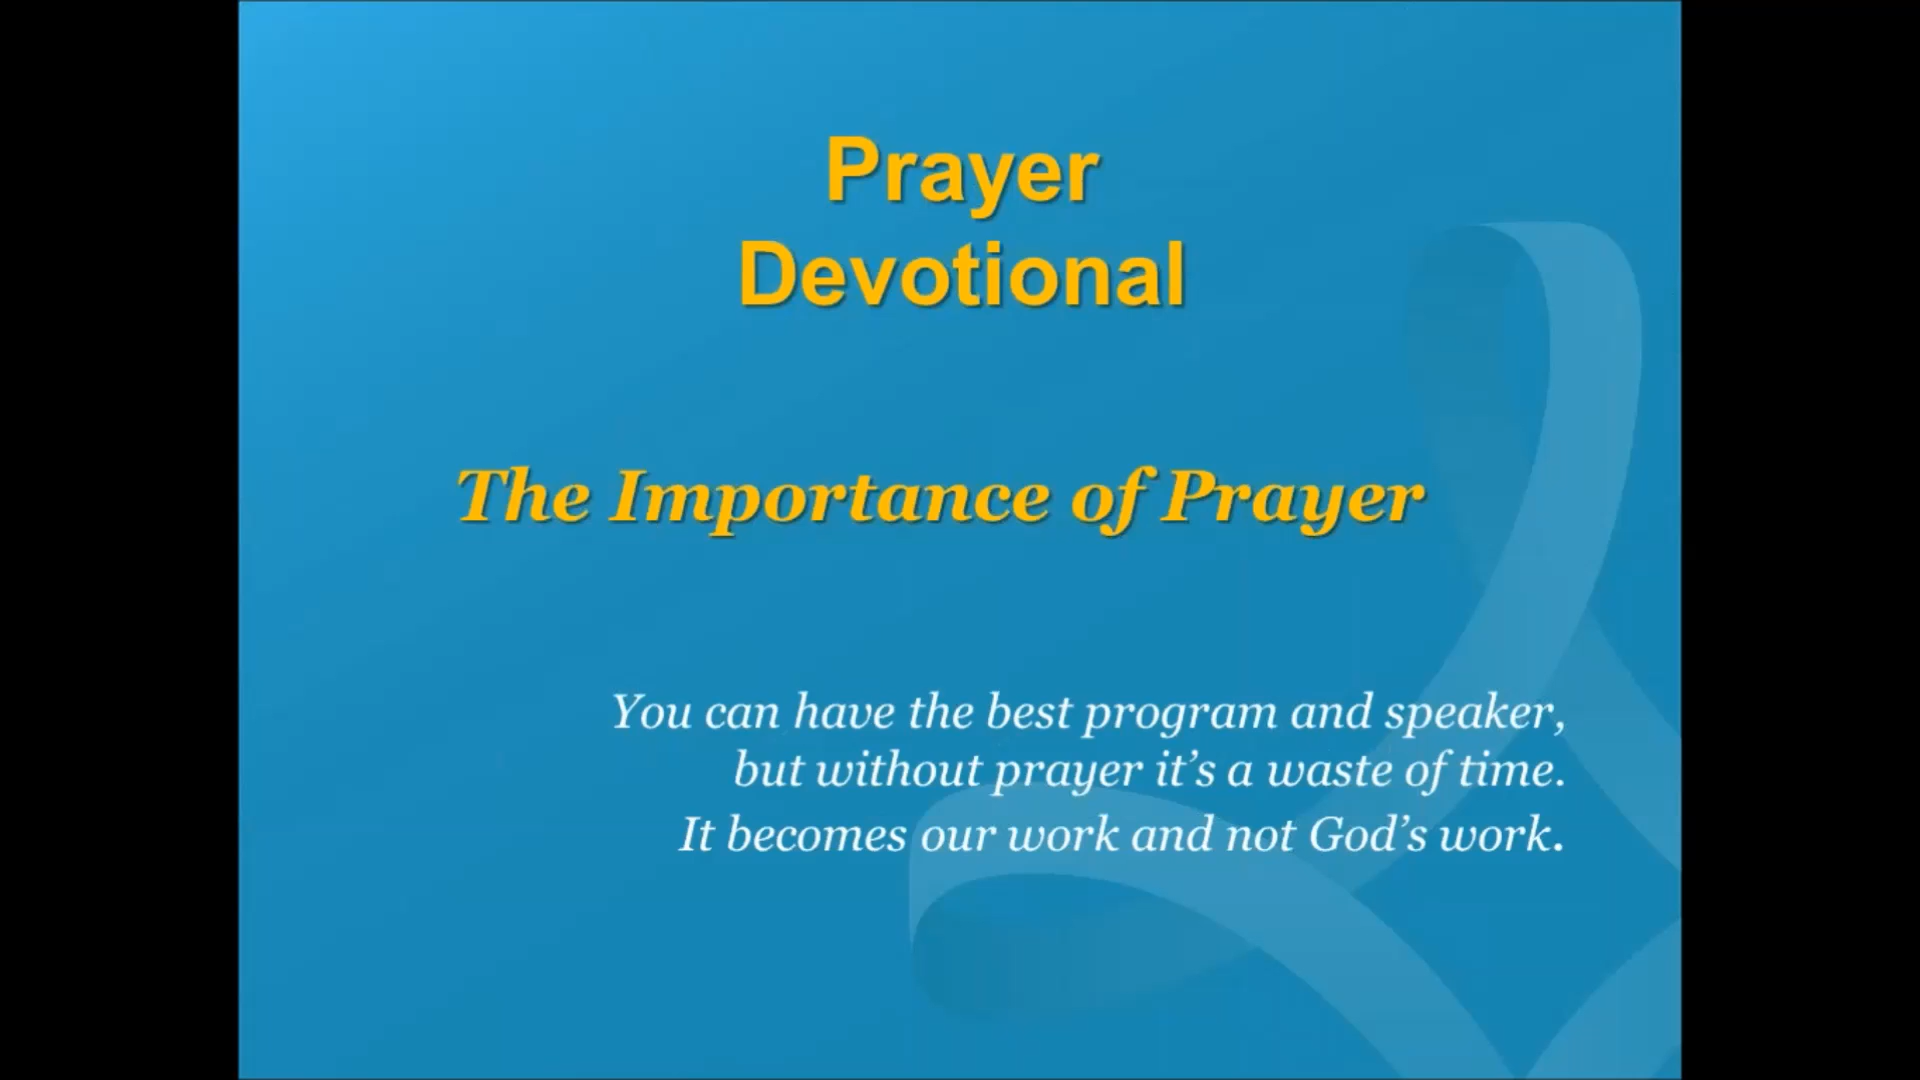 Prayer
Devotional
The Importance of Prayer
You can have the best program and speaker,
but without prayer it’s a waste of time.
It becomes our work and not God’s work.